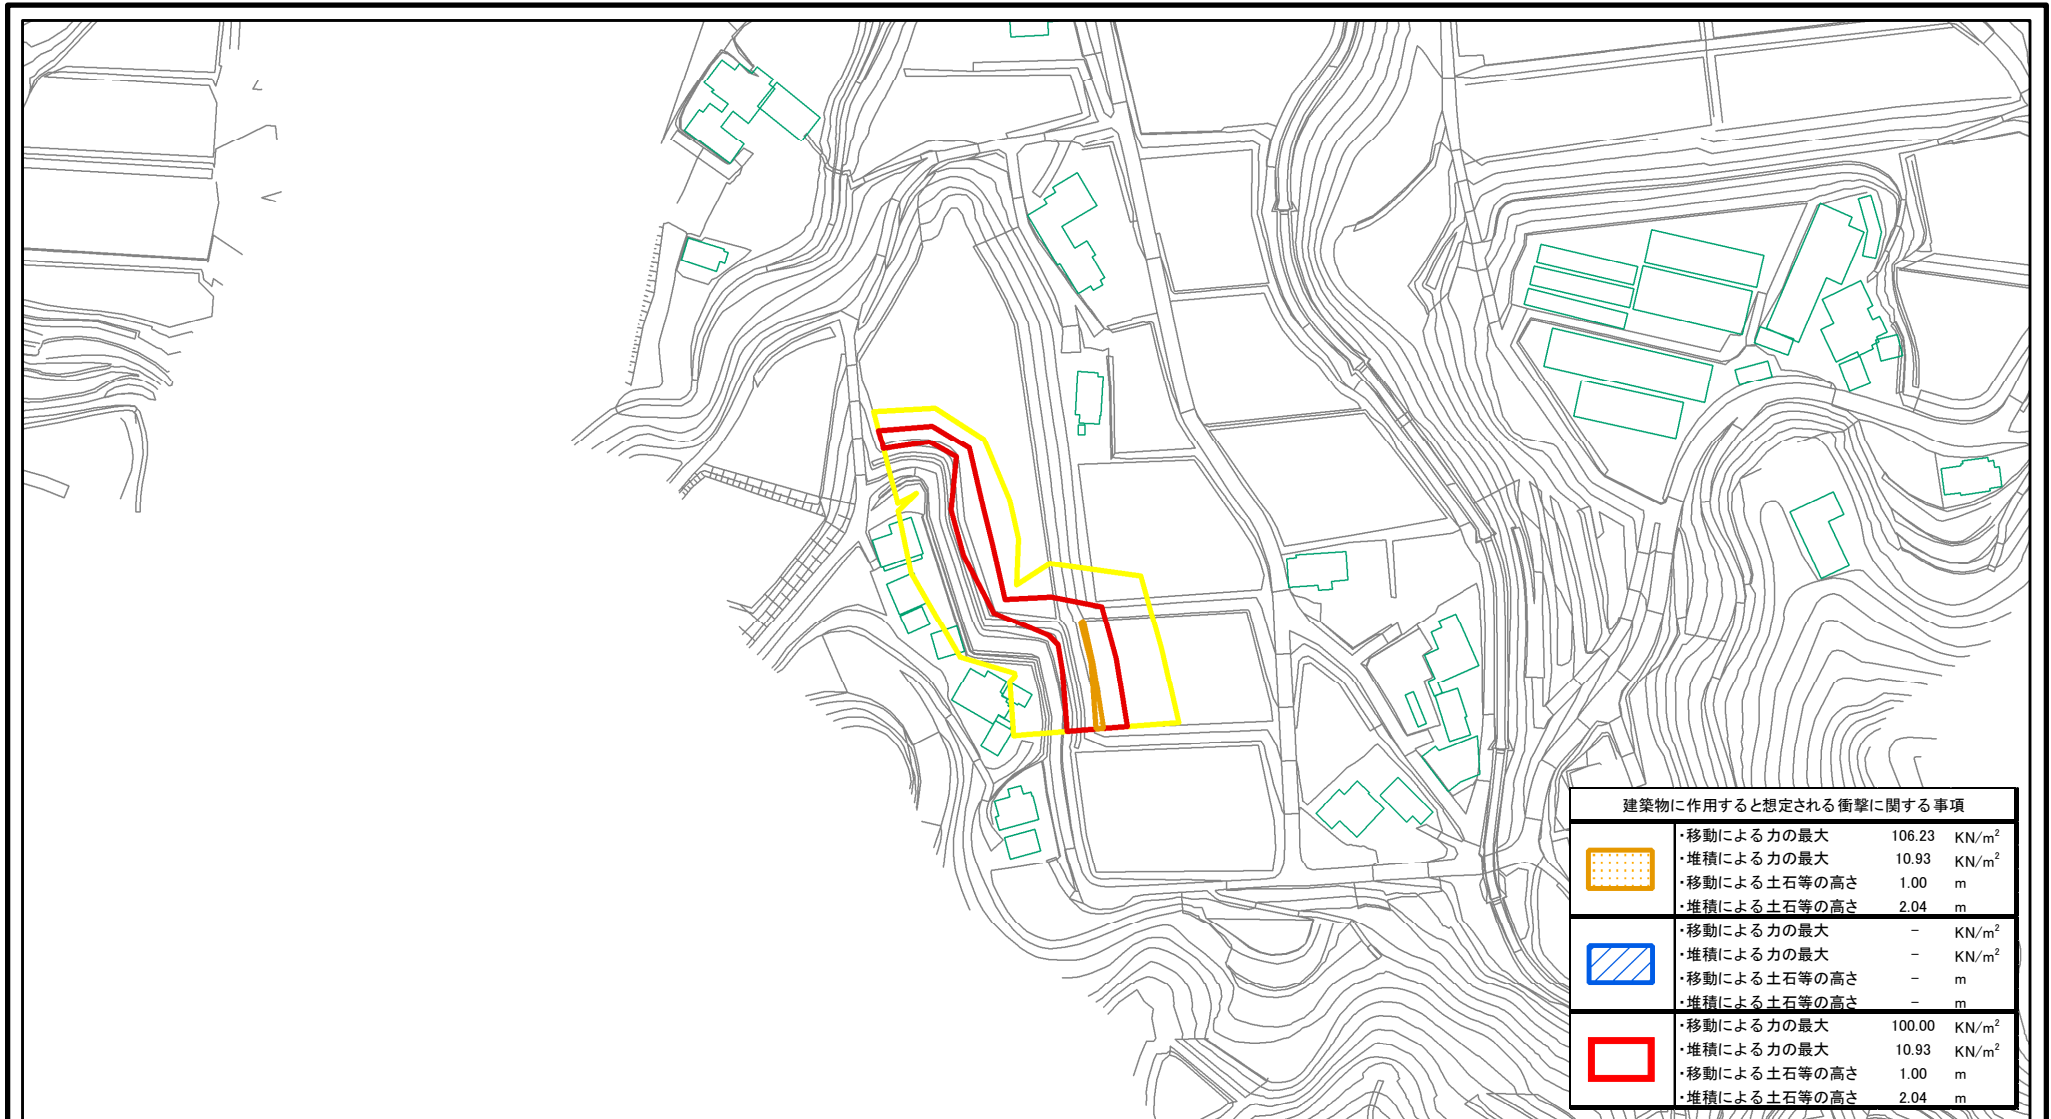 建築物に作用すると想定される衝撃に関する事項
・移動による力の最大 106.23 KN/m²
・堆積による力の最大 10.93 KN/m²
・移動による土石等の高さ 1.00 m
・堆積による土石等の高さ 2.04 m
・移動による力の最大 - KN/m²
・堆積による力の最大 - KN/m²
・移動による土石等の高さ - m
・堆積による土石等の高さ - m
・移動による力の最大 100.00 KN/m²
・堆積による力の最大 10.93 KN/m²
・移動による土石等の高さ 1.00 m
・堆積による土石等の高さ 2.04 m